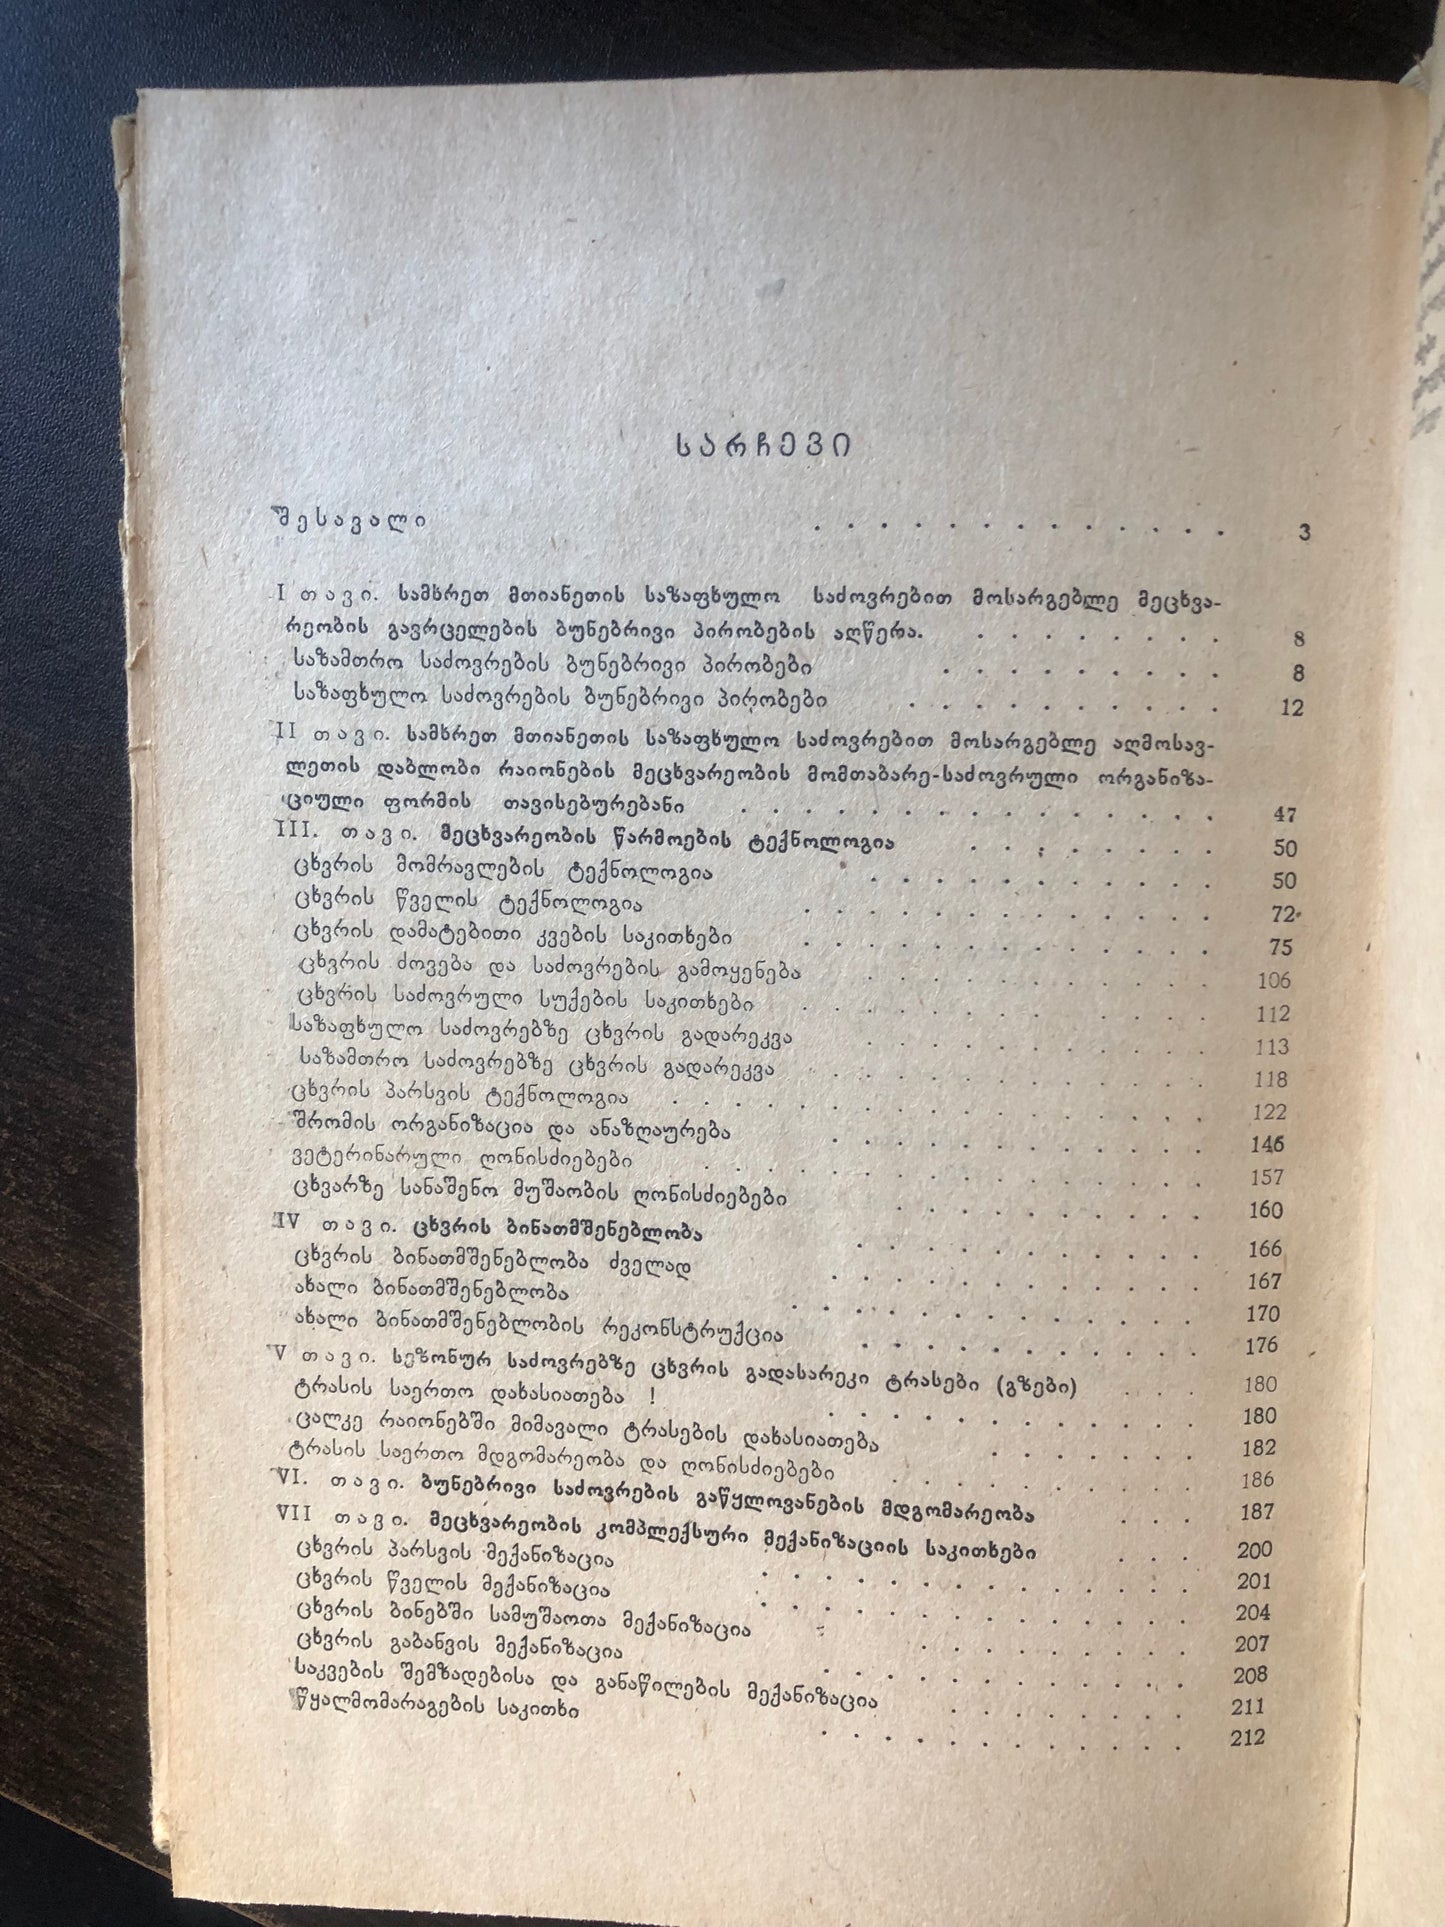 სარჩევი
შესავალი . . . . . . . . . . . . . 3
I თავი. სამხრეთ მთიანეთის საზაფხულო საძოვრებით მოსარგებლე მეცხვა-
რეობის გავრცელების ბუნებრივი პირობების აღწერა. . . . . . . . . 8
საზამთრო საძოვრების ბუნებრივი პირობები . . . . . . . . . 8
საზაფხულო საძოვრების ბუნებრივი პირობები . . . . . . . . . . 12
II თავი. სამხრეთ მთიანეთის საზაფხულო საძოვრებით მოსარგებლე აღმოსავ-
ლეთის დაბლობი რაიონების მეცხვარეობის მომთაბარე-საძოვრული ორგანიზა-
ციული ფორმის თავისებურებანი . . . . . . . . . . . . . . . 47
III. თავი. მეცხვარეობის წარმოების ტექნოლოგია . . . . . . . . 50
ცხვრის მომრავლების ტექნოლოგია . . . . . . . . . . . 50
ცხვრის წველის ტექნოლოგია . . . . . . . . . . . . . 72
ცხვრის დამატებითი კვების საკითხები . . . . . . . . . . . . . 75
ცხვრის ძოვება და საძოვრების გამოყენება . . . . . . . . . . . 106
ცხვრის საძოვრული სუქების საკითხები . . . . . . . . . . . . 112
საზაფხულო საძოვრებზე ცხვრის გადარეკვა . . . . . . . . . . . 113
საზამთრო საძოვრებზე ცხვრის გადარეკვა . . . . . . . . . . . . 118
ცხვრის პარსვის ტექნოლოგია . . . . . . . . . . . . . . . . . 122
შრომის ორგანიზაცია და ანაზღაურება . . . . . . . . . . . . 146
ვეტერინარული ღონისძიებები . . . . . . . . . . . . . . . . 157
ცხვარზე სანაშენო მუშაობის ღონისძიებები . . . . . . . . . . 160
IV თავი. ცხვრის ბინათმშენებლობა . . . . . . . . . . . 166
ცხვრის ბინათმშენებლობა ძველად . . . . . . . . . . . . 167
ახალი ბინათმშენებლობა . . . . . . . . . . . . . 170
ახალი ბინათმშენებლობის რეკონსტრუქცია . . . . . . . . . . . 176
V თავი. სეზონურ საძოვრებზე ცხვრის გადასარეკი ტრასები (გზები) . . . 180
ტრასის საერთო დახასიათება ! . . . . . . . . . . . . 180
ცალკე რაიონებში მიმავალი ტრასების დახასიათება . . . . . . . 182
ტრასის საერთო მდგომარეობა და ღონისძიებები . . . . . . . . . . 186
VI. თავი. ბუნებრივი საძოვრების გაწყლოვანების მდგომარეობა . . . 187
VII თავი. მეცხვარეობის კომპლექსური მექანიზაციის საკითხები . . . 200
ცხვრის პარსვის მექანიზაცია . . . . . . . . . . . . . . 201
ცხვრის წველის მექანიზაცია . . . . . . . . . . . . . . 204
ცხვრის ბინებში სამუშაოთა მექანიზაცია . . . . . . . . . . 207
ცხვრის გაბანვის მექანიზაცია . . . . . . . . . . . . 208
საკვების შემზადებისა და განაწილების მექანიზაცია . . . . . . . . 211
წყალმომარაგების საკითხი . . . . . . . . . . . . 212